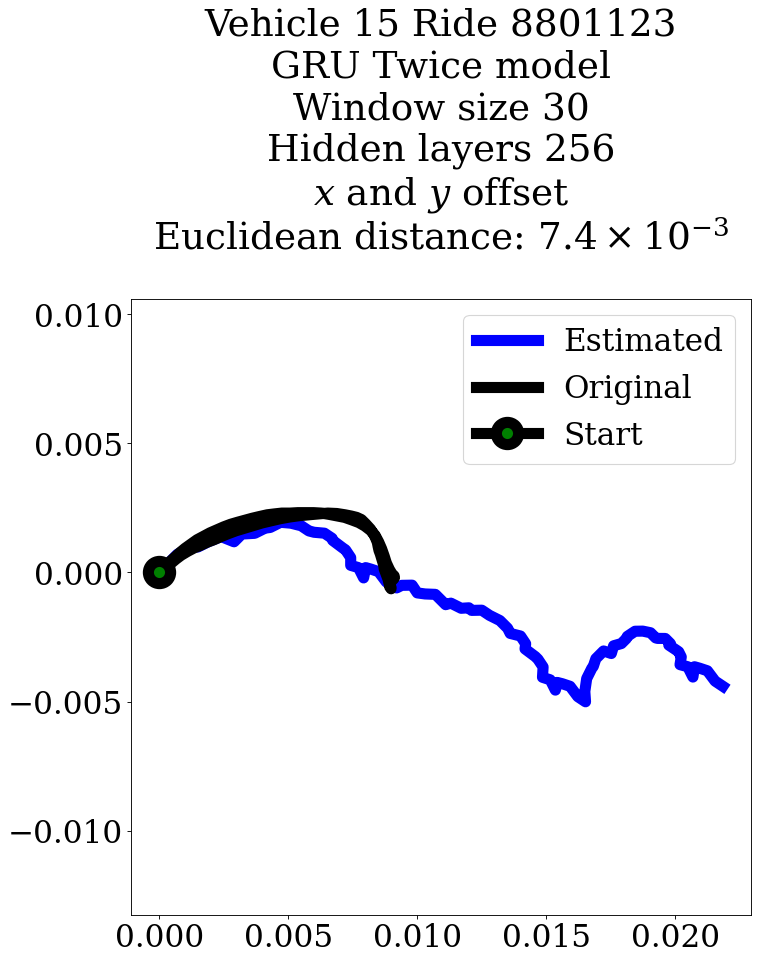 Vehicle 15 Ride 8801123
GRU Twice model
Window size 30
Hidden layers 256
x and y offset
Euclidean distance: 7.4 × 10⁻³
Estimated
Original
Start
0.010
0.005
0.000
−0.005
−0.010
0.000 0.005 0.010 0.015 0.020